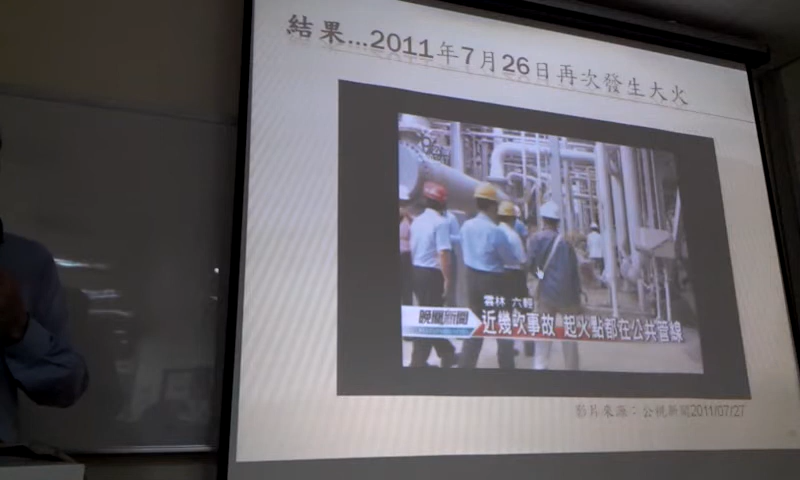 結果...2011年7月26日再次發生大火
雲林 六輕
晚間新聞
近幾次事故 起火點都在公共管線
影片來源：公視新聞2011/07/27